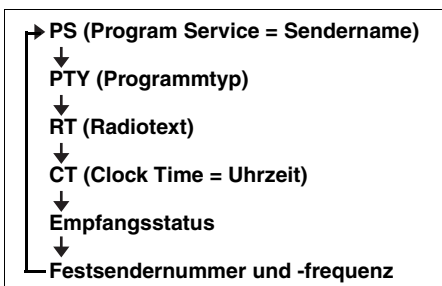 PS (Program Service = Sendername)
PTY (Programmtyp)
RT (Radiotext)
CT (Clock Time = Uhrzeit)
Empfangsstatus
Festsendernummer und -frequenz